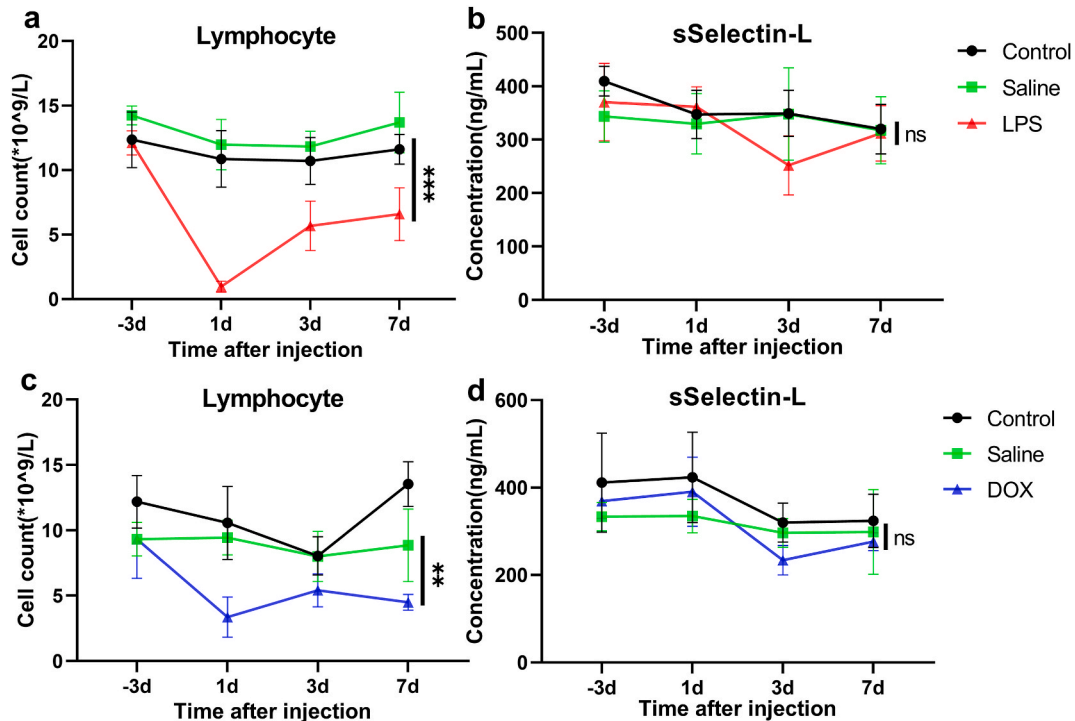 a
Lymphocyte
Cell count(*10^9/L)
20
15
10
5
0
***
-3d 1d 3d 7d
Time after injection
b
sSelectin-L
Concentration(ng/mL)
500
400
300
200
100
0
ns
-3d 1d 3d 7d
Time after injection
Control
Saline
LPS
c
Lymphocyte
Cell count(*10^9/L)
20
15
10
5
0
**
-3d 1d 3d 7d
Time after injection
d
sSelectin-L
Concentration(ng/mL)
600
400
200
0
ns
-3d 1d 3d 7d
Time after injection
Control
Saline
DOX